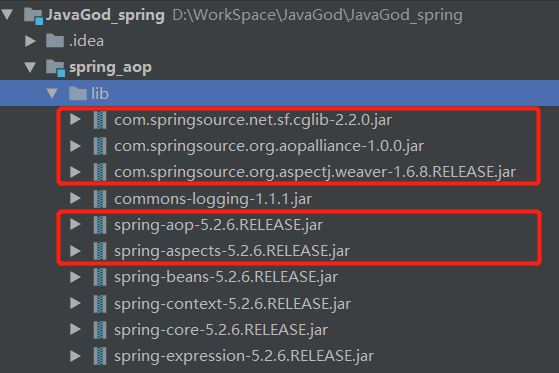 JavaGod_spring D:\WorkSpace\JavaGod\JavaGod_spring
.idea
spring_aop
lib
com.springsource.net.sf.cglib-2.2.0.jar
com.springsource.org.aopalliance-1.0.0.jar
com.springsource.org.aspectj.weaver-1.6.8.RELEASE.jar
commons-logging-1.1.1.jar
spring-aop-5.2.6.RELEASE.jar
spring-aspects-5.2.6.RELEASE.jar
spring-beans-5.2.6.RELEASE.jar
spring-context-5.2.6.RELEASE.jar
spring-core-5.2.6.RELEASE.jar
spring-expression-5.2.6.RELEASE.jar